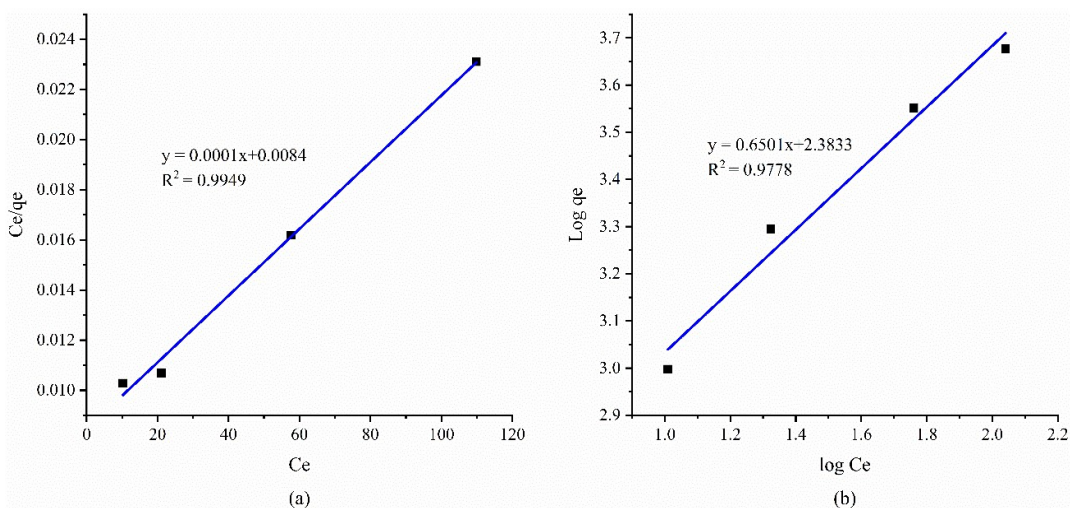 0.024
0.022
0.020
0.018
0.016
0.014
0.012
0.010
Ce/qe
y = 0.0001x+0.0084
R² = 0.9949
0 20 40 60 80 100 120
Ce
(a)
3.7
3.6
3.5
3.4
3.3
3.2
3.1
3.0
2.9
Log qe
y = 0.6501x+2.3833
R² = 0.9778
1.0 1.2 1.4 1.6 1.8 2.0 2.2
log Ce
(b)